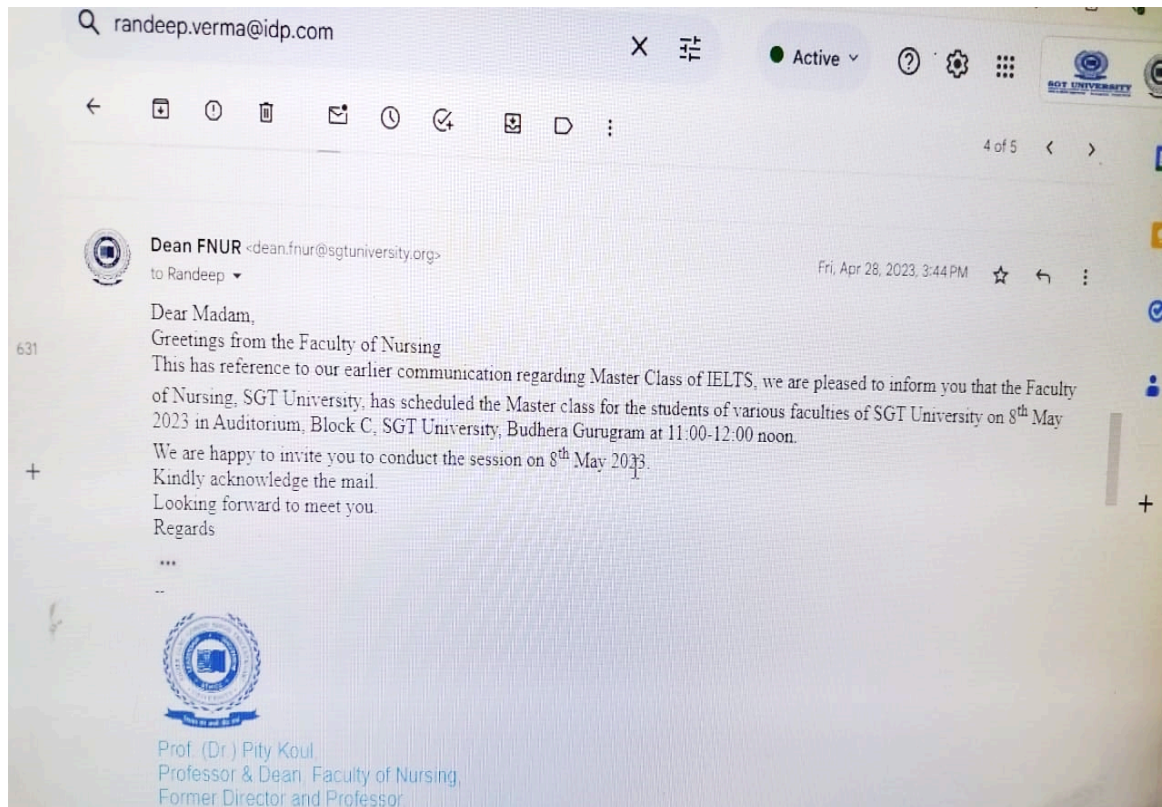 randeep.verma@idp.com
Active
SGT UNIVERSITY
4 of 5
Dean FNUR <dean.fnur@sgtuniversity.org>
Fri, Apr 28, 2023, 3:44 PM
to Randeep
Dear Madam,
Greetings from the Faculty of Nursing
631
This has reference to our earlier communication regarding Master Class of IELTS, we are pleased to inform you that the Faculty
of Nursing, SGT University, has scheduled the Master class for the students of various faculties of SGT University on 8th May
2023 in Auditorium, Block C, SGT University, Budhera Gurugram at 11:00-12:00 noon.
We are happy to invite you to conduct the session on 8th May 2023.
Kindly acknowledge the mail.
Looking forward to meet you.
Regards
...
--
Prof. (Dr.) Pity Koul,
Professor & Dean, Faculty of Nursing,
Former Director and Professor